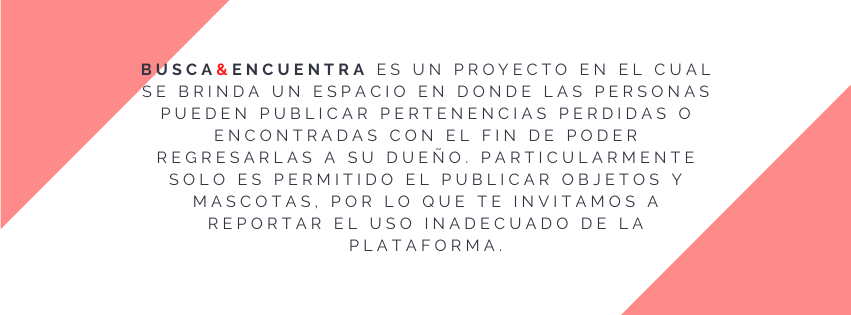 BUSCA&ENCUENTRA ES UN PROYECTO EN EL CUAL
SE BRINDA UN ESPACIO EN DONDE LAS PERSONAS
PUEDEN PUBLICAR PERTENENCIAS PERDIDAS O
ENCONTRADAS CON EL FIN DE PODER
REGRESARLAS A SU DUEÑO. PARTICULARMENTE
SOLO ES PERMITIDO EL PUBLICAR OBJETOS Y
MASCOTAS, POR LO QUE TE INVITAMOS A
REPORTAR EL USO INADECUADO DE LA
PLATAFORMA.